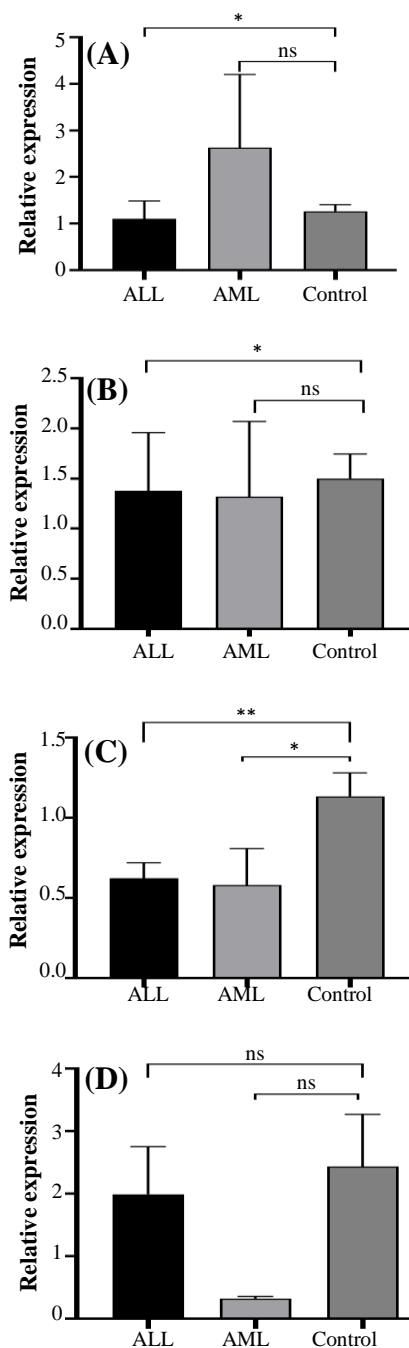 (A)
*
ns
Relative expression
5
4
3
2
1
0
ALL AML Control
(B)
*
ns
Relative expression
2.5
2.0
1.5
1.0
0.5
0.0
ALL AML Control
(C)
**
*
Relative expression
1.5
1.0
0.5
0.0
ALL AML Control
(D)
ns
ns
Relative expression
4
3
2
1
0
ALL AML Control